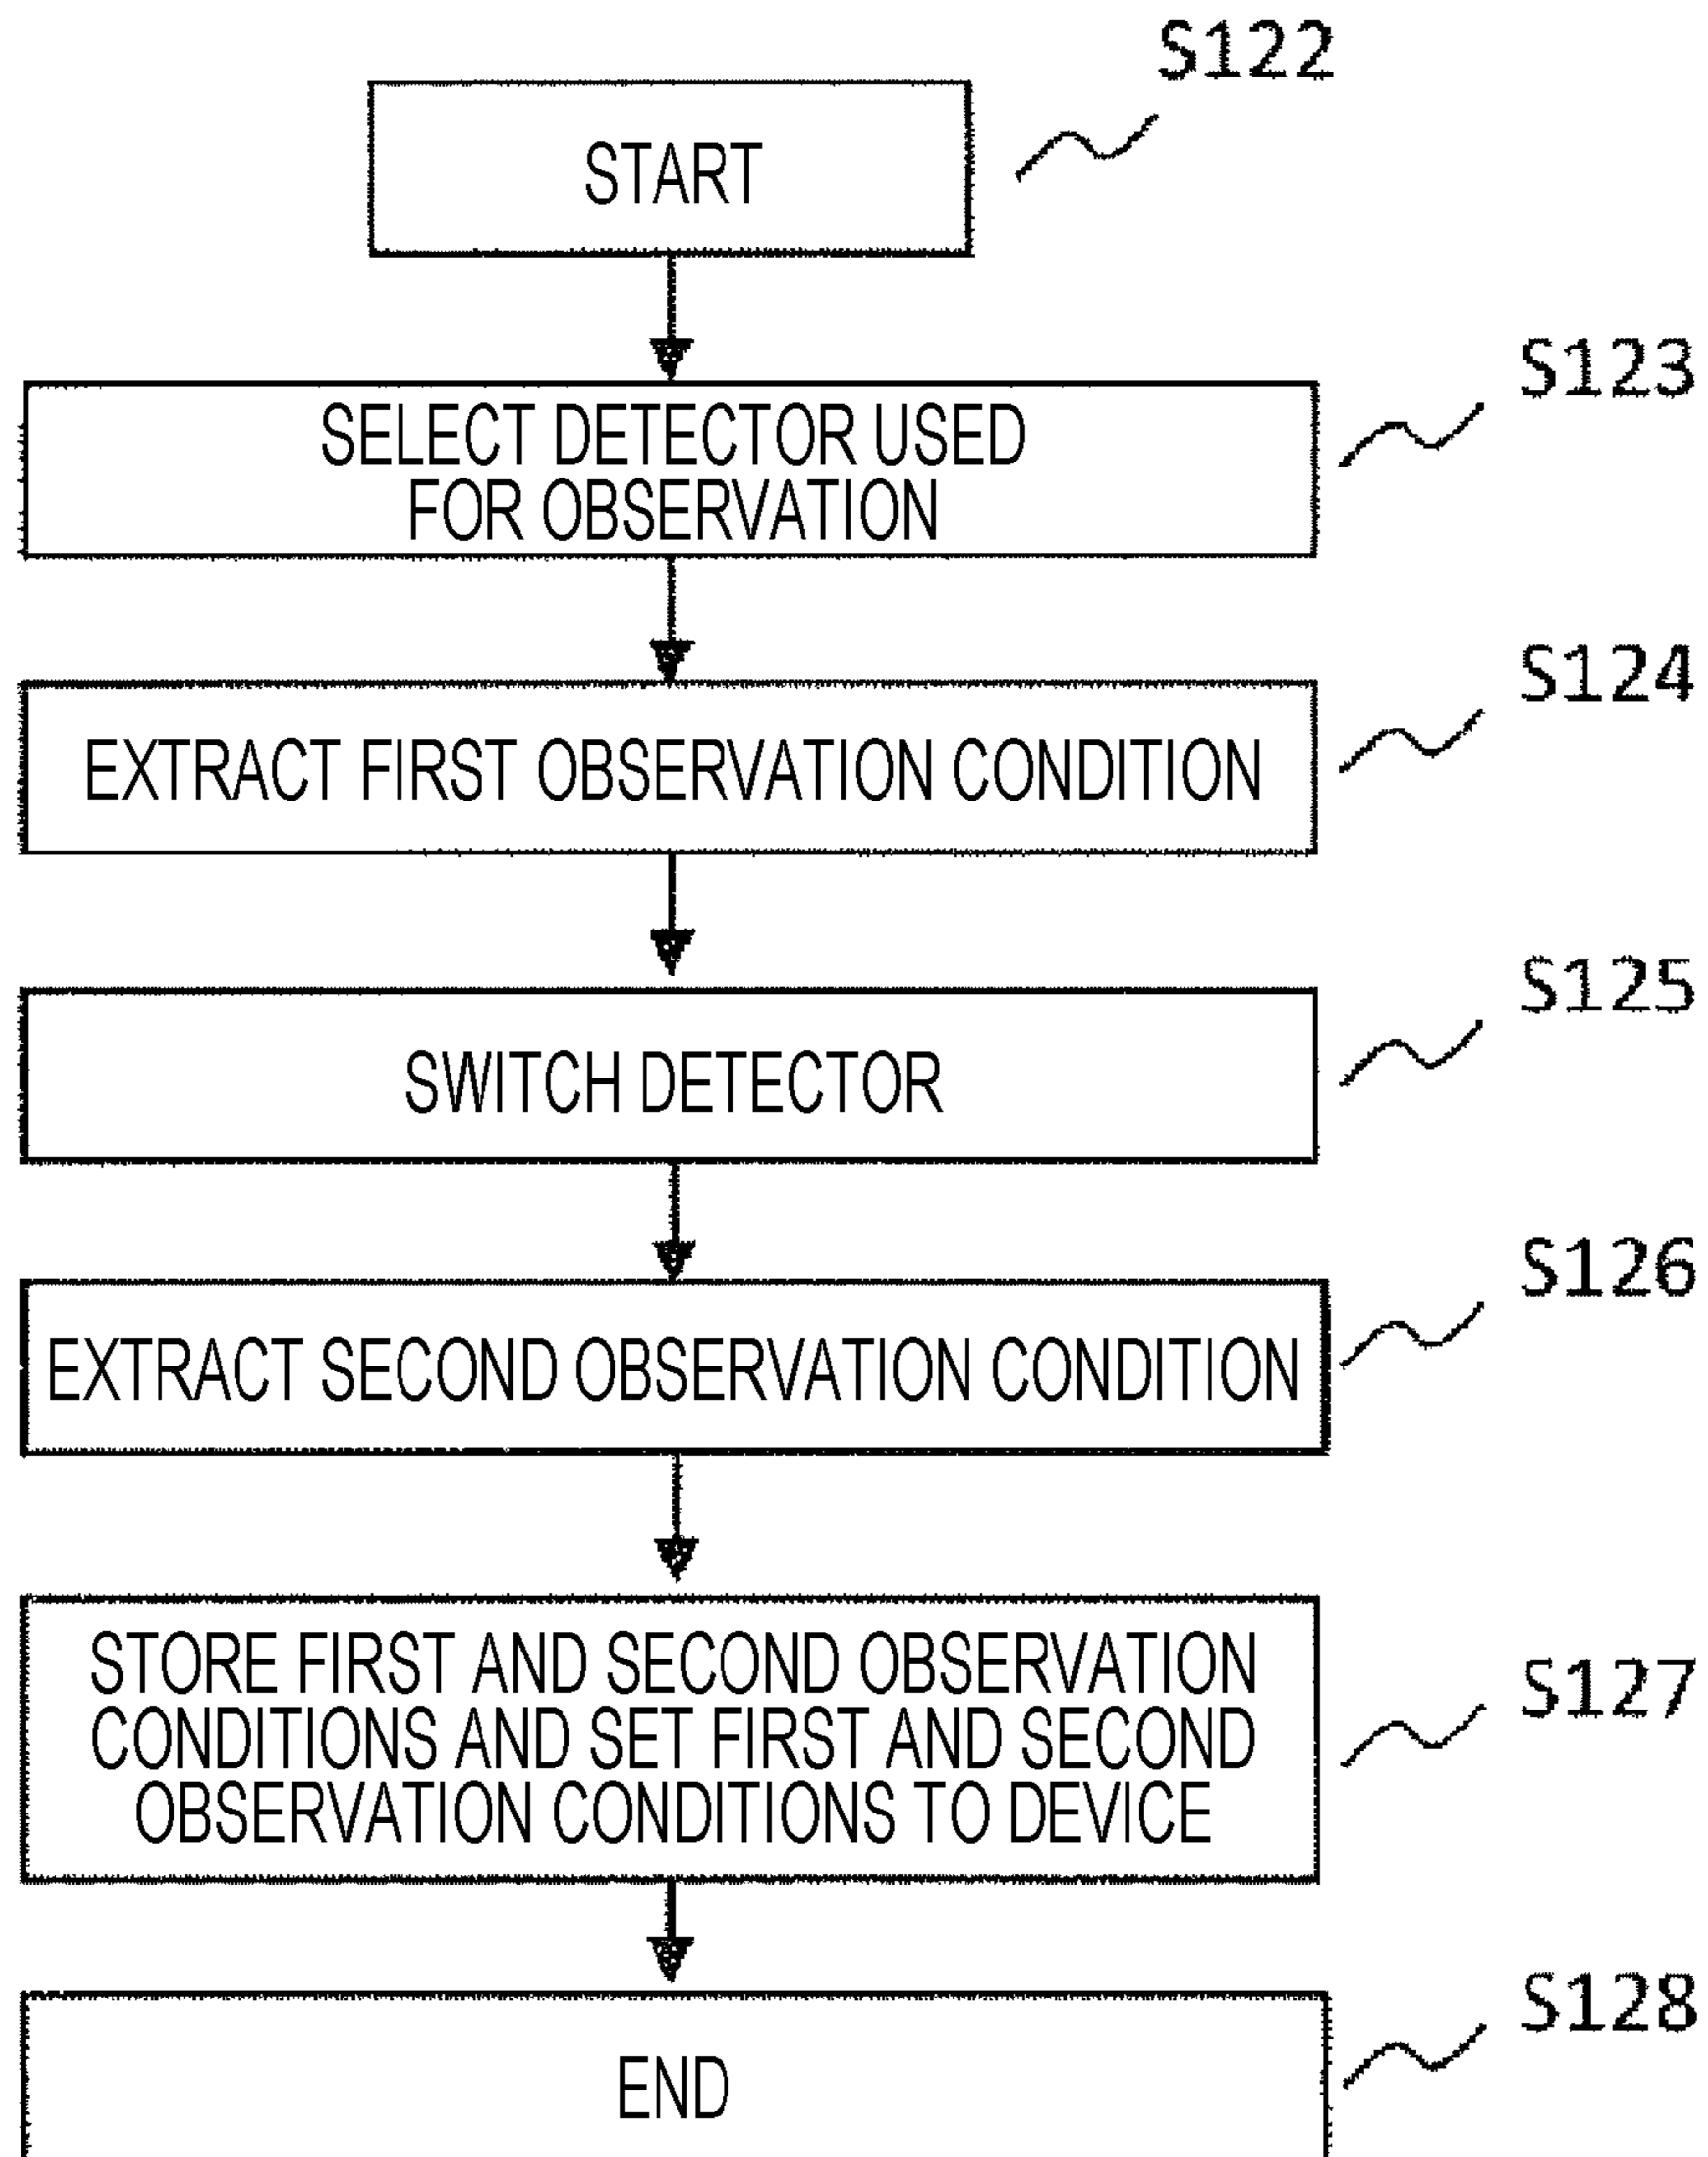 S122
START
S123
SELECT DETECTOR USED
FOR OBSERVATION
S124
EXTRACT FIRST OBSERVATION CONDITION
S125
SWITCH DETECTOR
S126
EXTRACT SECOND OBSERVATION CONDITION
STORE FIRST AND SECOND OBSERVATION
CONDITIONS AND SET FIRST AND SECOND
OBSERVATION CONDITIONS TO DEVICE
S127
S128
END